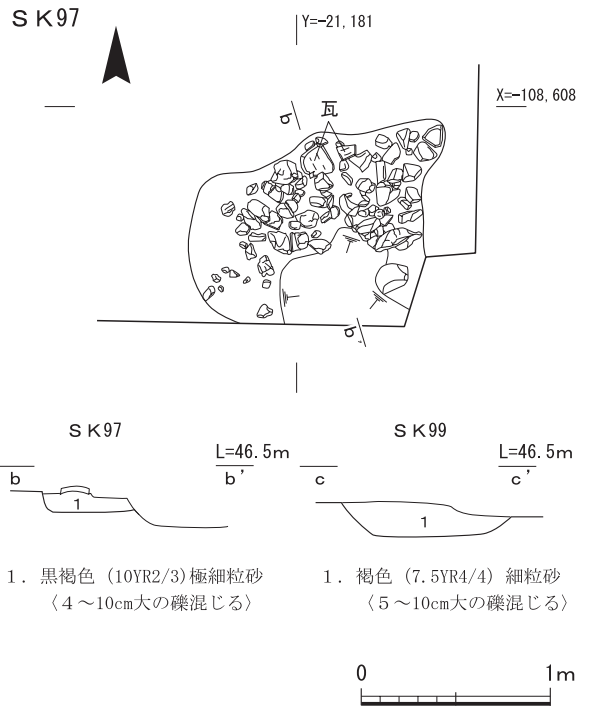 SK97
Y=-21,181
X=-108,608
b
瓦
b'
SK97
L=46.5m
b
b'
1
1. 黒褐色 (10YR2/3)極細粒砂
〈4～10cm大の礫混じる〉
SK99
L=46.5m
c
c'
1
1. 褐色 (7.5YR4/4) 細粒砂
〈5～10cm大の礫混じる〉
0
1m